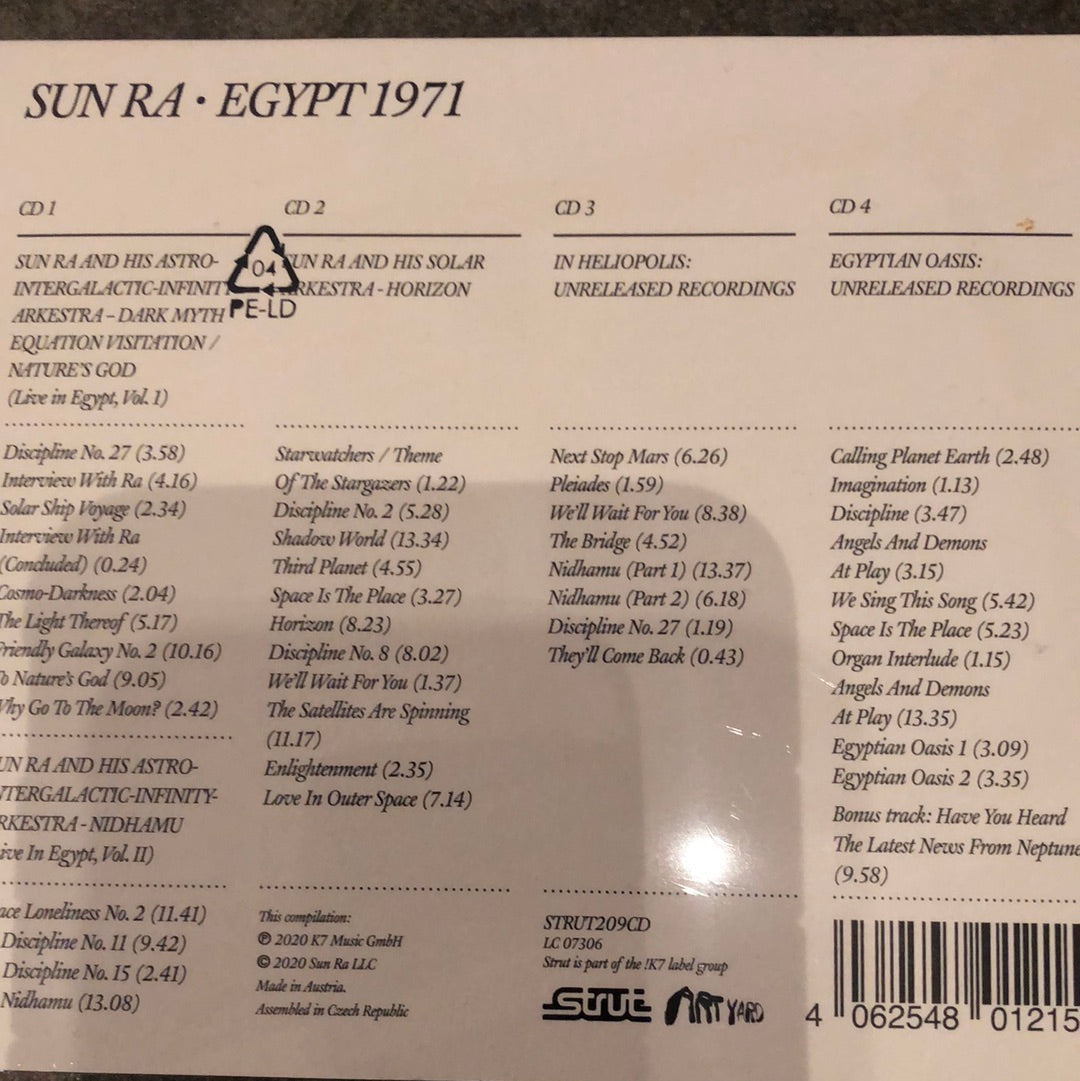 SUN RA · EGYPT 1971
CD 1
SUN RA AND HIS ASTRO-
INTERGALACTIC-INFINITY
ARKESTRA – DARK MYTH
EQUATION VISITATION /
NATURE'S GOD
(Live in Egypt, Vol. 1)
Discipline No. 27 (3.58)
Interview With Ra (4.16)
Solar Ship Voyage (2.34)
Interview With Ra
(Concluded) (0.24)
Cosmo-Darkness (2.04)
The Light Thereof (5.17)
Friendly Galaxy No. 2 (10.16)
To Nature's God (9.05)
Why Go To The Moon? (2.42)
UN RA AND HIS ASTRO-
NTERGALACTIC-INFINITY-
RKESTRA - NIDHAMU
ive In Egypt, Vol. II)
ace Loneliness No. 2 (11.41)
Discipline No. 11 (9.42)
Discipline No. 15 (2.41)
Nidhamu (13.08)
04
PE-LD
CD 2
SUN RA AND HIS SOLAR
ARKESTRA - HORIZON
Starwatchers / Theme
Of The Stargazers (1.22)
Discipline No. 2 (5.28)
Shadow World (13.34)
Third Planet (4.55)
Space Is The Place (3.27)
Horizon (8.23)
Discipline No. 8 (8.02)
We'll Wait For You (1.37)
The Satellites Are Spinning
(11.17)
Enlightenment (2.35)
Love In Outer Space (7.14)
This compilation:
℗ 2020 K7 Music GmbH
© 2020 Sun Ra LLC
Made in Austria.
Assembled in Czech Republic
CD 3
IN HELIOPOLIS:
UNRELEASED RECORDINGS
Next Stop Mars (6.26)
Pleiades (1.59)
We'll Wait For You (8.38)
The Bridge (4.52)
Nidhamu (Part 1) (13.37)
Nidhamu (Part 2) (6.18)
Discipline No. 27 (1.19)
They'll Come Back (0.43)
STRUT209CD
LC 07306
Strut is part of the !K7 label group
Strut ART YARD
CD 4
EGYPTIAN OASIS:
UNRELEASED RECORDINGS
Calling Planet Earth (2.48)
Imagination (1.13)
Discipline (3.47)
Angels And Demons
At Play (3.15)
We Sing This Song (5.42)
Space Is The Place (5.23)
Organ Interlude (1.15)
Angels And Demons
At Play (13.35)
Egyptian Oasis 1 (3.09)
Egyptian Oasis 2 (3.35)
Bonus track: Have You Heard
The Latest News From Neptune
(9.58)
4 062548 01215